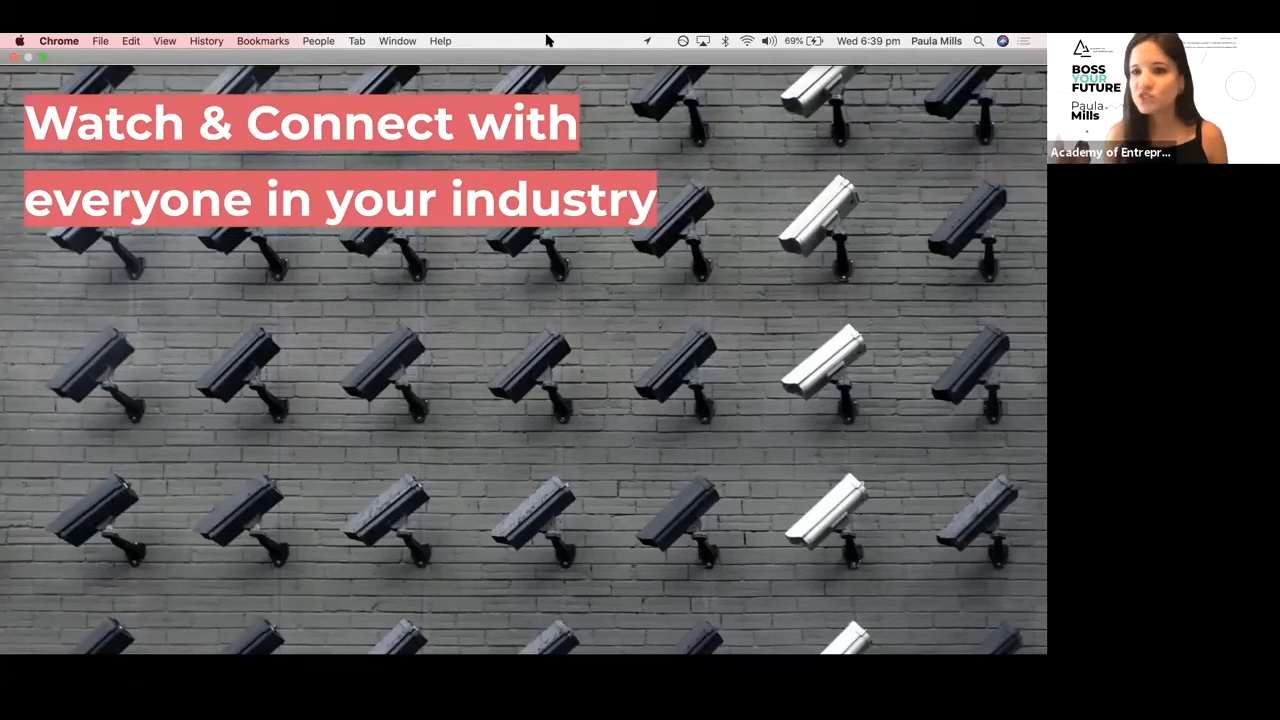 Chrome File Edit View History Bookmarks People Tab Window Help 69% Wed 6:39 pm Paula Mills
Watch & Connect with
everyone in your industry
BOSS
YOUR
FUTURE
Paula
Mills
Academy of Entrepr...